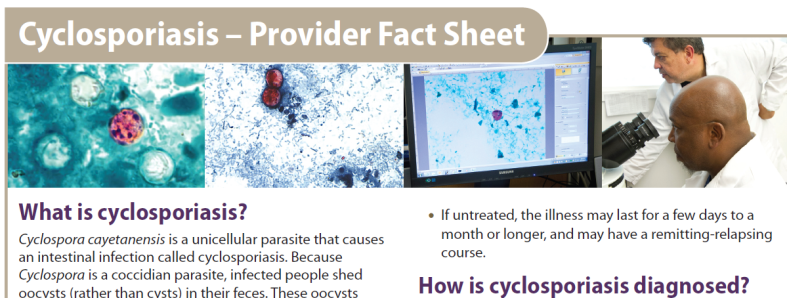 Cyclosporiasis – Provider Fact Sheet
What is cyclosporiasis?
Cyclospora cayetanensis is a unicellular parasite that causes
an intestinal infection called cyclosporiasis. Because
Cyclospora is a coccidian parasite, infected people shed
oocysts (rather than cysts) in their feces. These oocysts
• If untreated, the illness may last for a few days to a
month or longer, and may have a remitting-relapsing
course.
How is cyclosporiasis diagnosed?